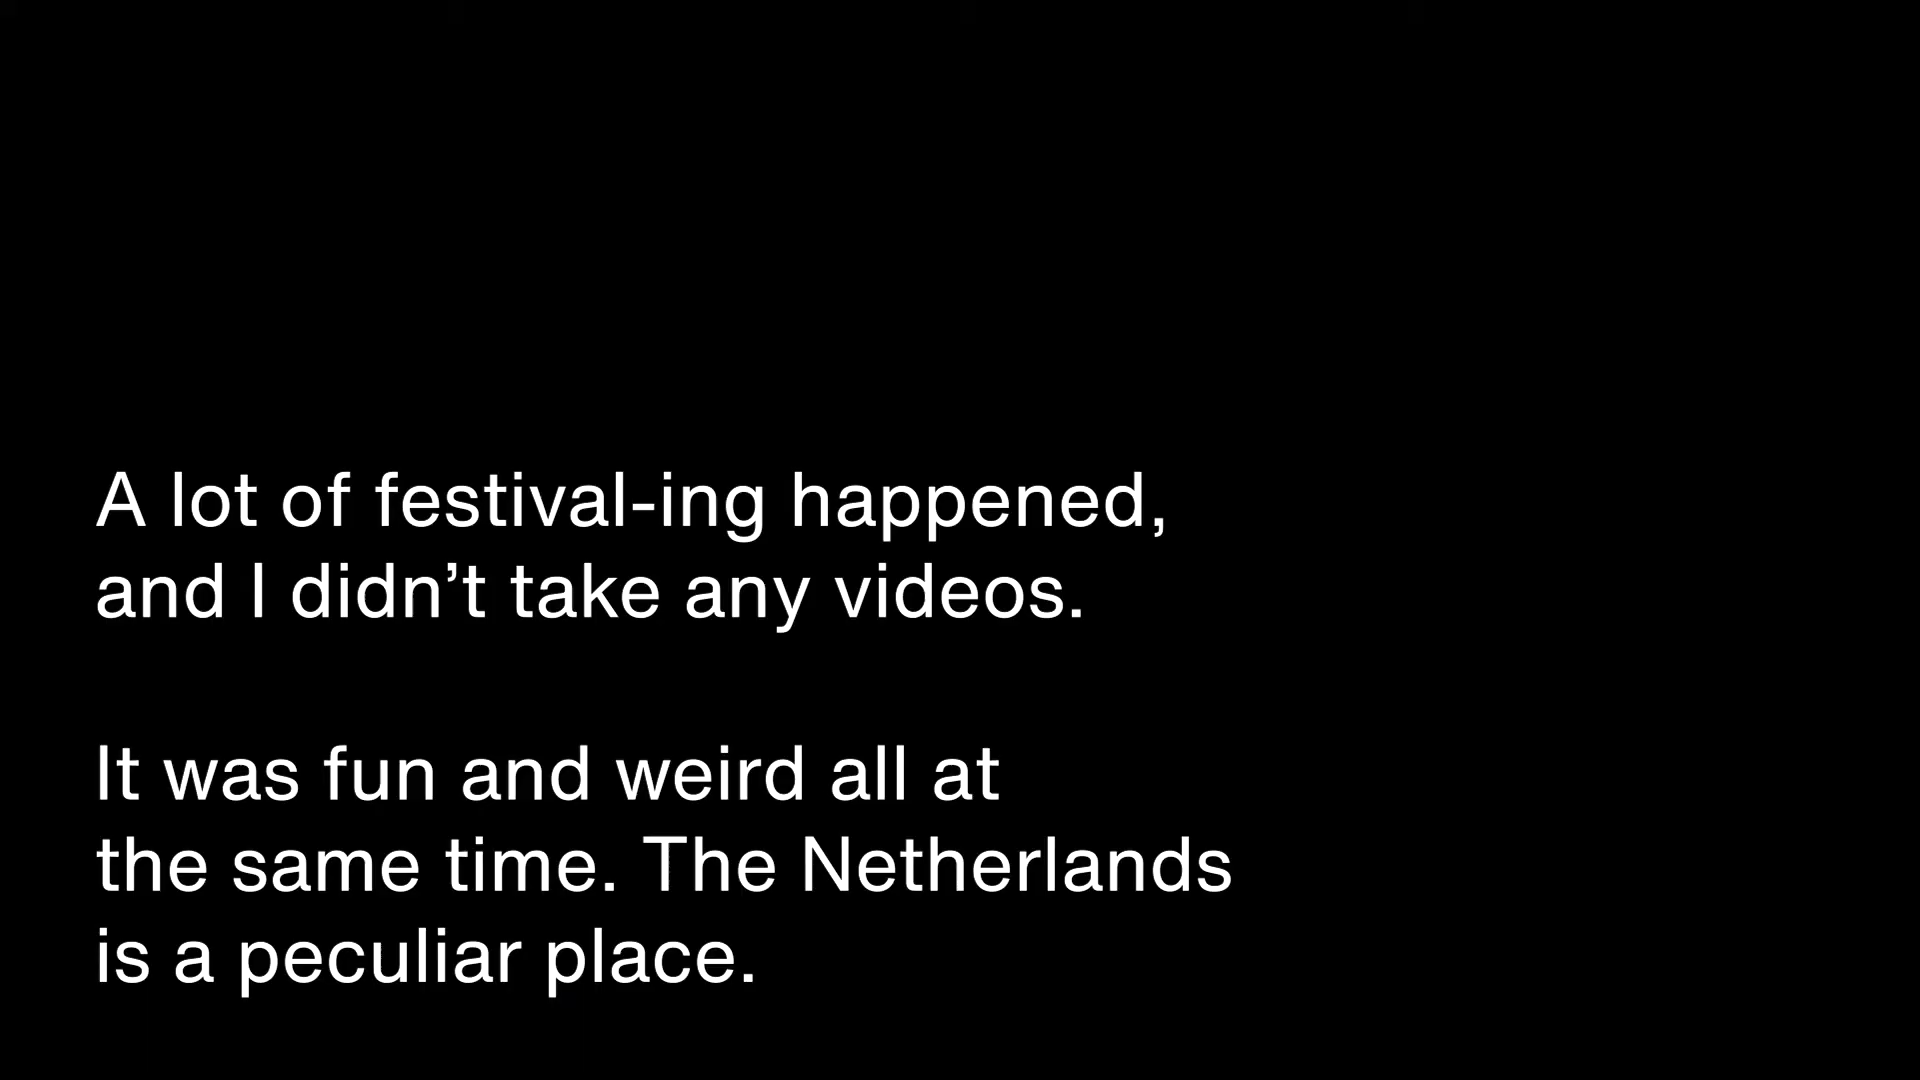 A lot of festival-ing happened,
and I didn’t take any videos.
It was fun and weird all at
the same time. The Netherlands
is a peculiar place.